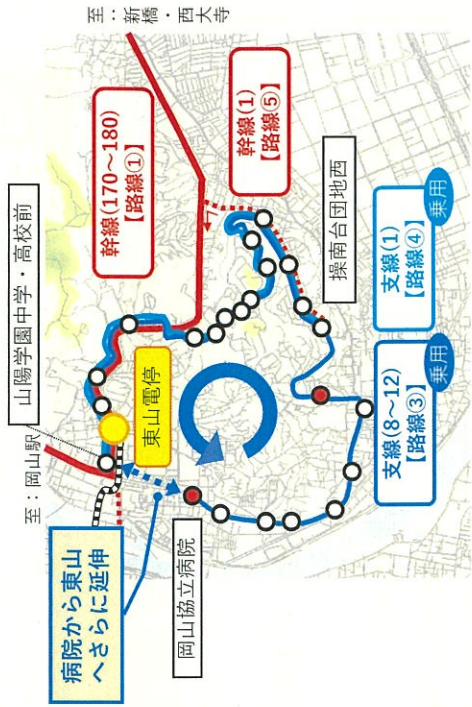 至：新
橋・西
大寺
至：岡山駅
山陽学園中学・高校前
幹線(170～180)
【路線①】
幹線(1)
【路線⑤】
病院から東山
へさらに延伸
東山電停
岡山協立病院
操南台団地西
支線(8～12)
【路線③】
乗用
支線(1)
【路線④】
乗用